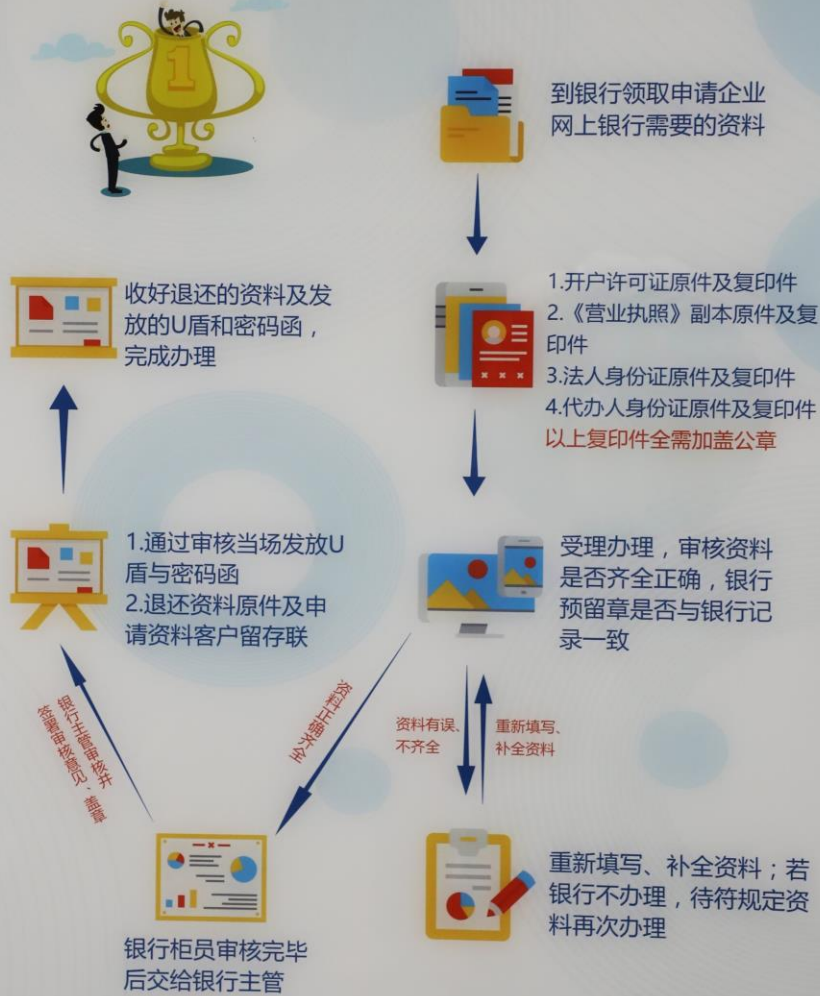 1
到银行领取申请企业
网上银行需要的资料
1.开户许可证原件及复印件
2.《营业执照》副本原件及复
印件
3.法人身份证原件及复印件
4.代办人身份证原件及复印件
以上复印件全需加盖公章
受理办理，审核资料
是否齐全正确，银行
预留章是否与银行记
录一致
资料有误、
不齐全
重新填写、
补全资料
重新填写、补全资料；若
银行不办理，待符规定资
料再次办理
资料正确齐全
银行柜员审核完毕
后交给银行主管
银行主管审核并
签署审核意见、盖章
1.通过审核当场发放U
盾与密码函
2.退还资料原件及申
请资料客户留存联
收好退还的资料及发
放的U盾和密码函，
完成办理